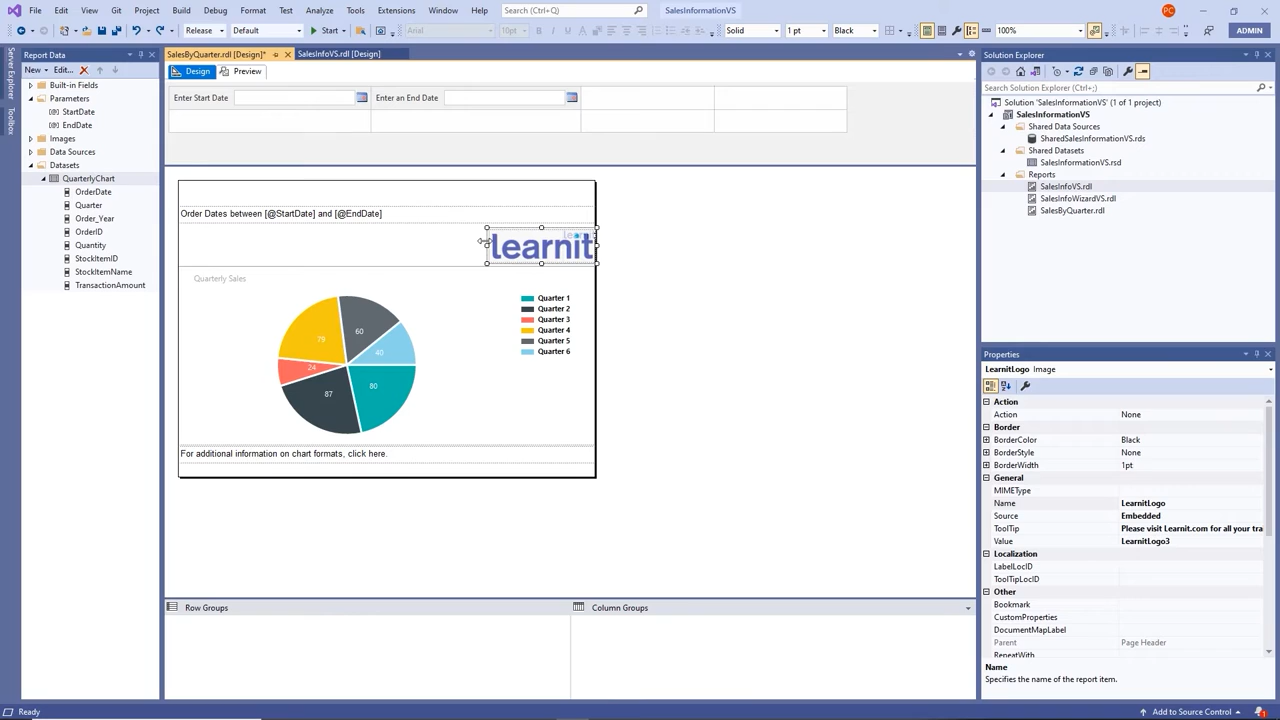 File Edit View Git Project Build Debug Format Test Analyze Tools Extensions Window Help Search (Ctrl+Q) SalesInformationVS PC
Release Start Arial 10pt Black Solid 1 pt Black 100% ADMIN
Server Explorer
Toolbox
Report Data
New Edit...
Built-in Fields
Parameters
StartDate
EndDate
Images
Data Sources
Datasets
QuarterlyChart
OrderDate
Quarter
Order_Year
OrderID
Quantity
StockItemID
StockItemName
TransactionAmount
SalesByQuarter.rdl [Design]* SalesInfoVS.rdl [Design]
Design Preview
Enter Start Date Enter an End Date
Order Dates between [@StartDate] and [@EndDate]
learnit
Quarterly Sales
79 60 40 24 87 80
Quarter 1
Quarter 2
Quarter 3
Quarter 4
Quarter 5
Quarter 6
For additional information on chart formats, click here.
Row Groups Column Groups
Solution Explorer
Search Solution Explorer (Ctrl+;)
Solution 'SalesInformationVS' (1 of 1 project)
SalesInformationVS
Shared Data Sources
SharedSalesInformationVS.rds
Shared Datasets
SalesInformationVS.rsd
Reports
SalesInfoVS.rdl
SalesInfoWizardVS.rdl
SalesByQuarter.rdl
Properties
LearnitLogo Image
Action
Action None
Border
BorderColor Black
BorderStyle None
BorderWidth 1pt
General
MIMEType
Name LearnitLogo
Source Embedded
ToolTip Please visit Learnit.com for all your tra
Value LearnitLogo3
Localization
LabelLocID
ToolTipLocID
Other
Bookmark
CustomProperties
DocumentMapLabel
Parent Page Header
RepeatWith
Name
Specifies the name of the report item.
Ready Add to Source Control 1